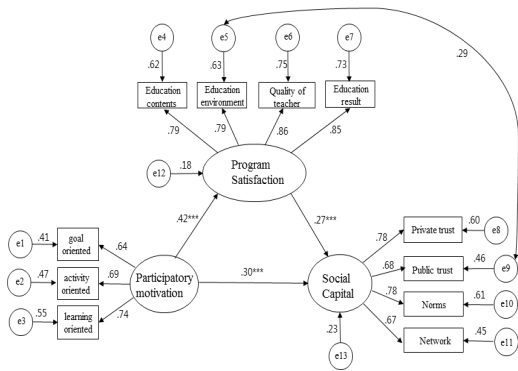 e4
e5
e6
e7
.29
.62
.63
.75
.73
Education
contents
Education
environment
Quality of
teacher
Education
result
.79
.79
.86
.85
e12
.18
Program
Satisfaction
.42***
.27***
e1
.41
goal
oriented
.64
e2
.47
activity
oriented
.69
e3
.55
learning
oriented
.74
Participatory
motivation
.30***
Social
Capital
.23
e13
.78
Private trust
.60
e8
.68
Public trust
.46
e9
.78
Norms
.61
e10
.67
Network
.45
e11